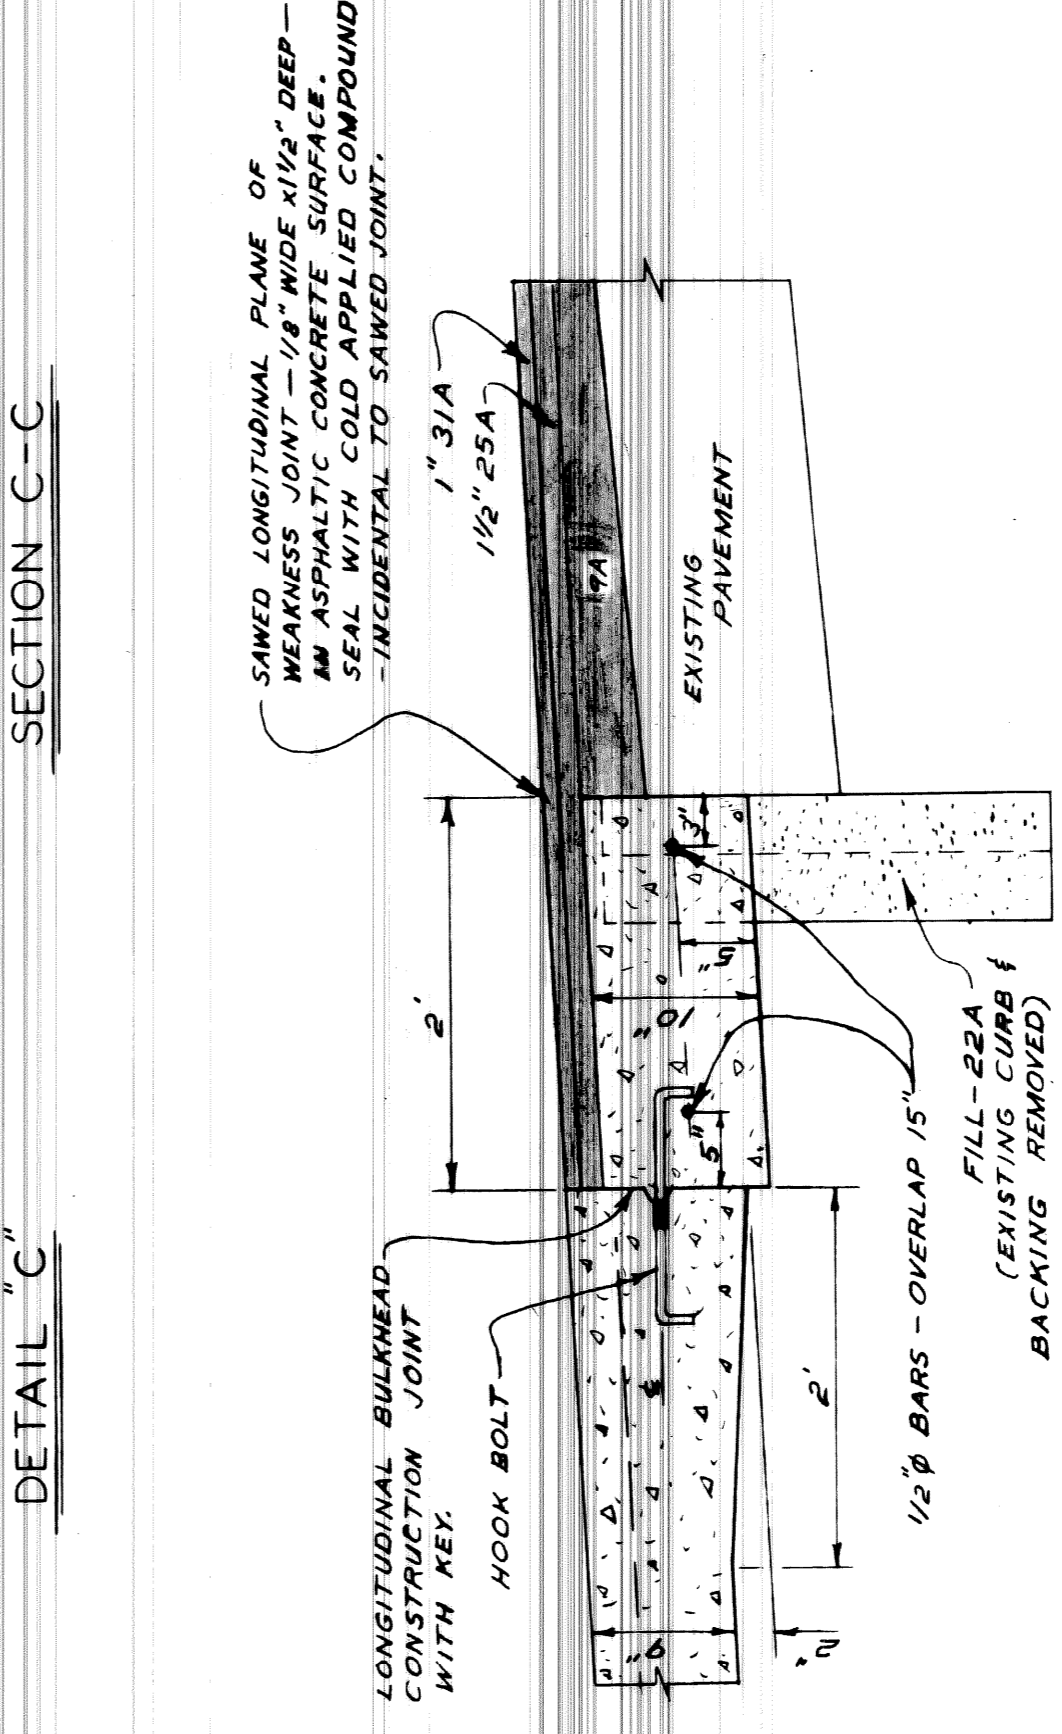 DETAIL "C"
SECTION C-C
SAWED LONGITUDINAL PLANE OF
WEAKNESS JOINT — 1/8" WIDE x 1 1/2" DEEP —
IN ASPHALTIC CONCRETE SURFACE.
SEAL WITH COLD APPLIED COMPOUND
- INCIDENTAL TO SAWED JOINT.
1" 31A
1 1/2" 25A
9A
EXISTING
PAVEMENT
2'
3"
5"
10"
5"
LONGITUDINAL BULKHEAD
CONSTRUCTION JOINT
WITH KEY.
HOOK BOLT
2'
9"
2"
1/2" ⌀ BARS - OVERLAP 15"
FILL-22A
(EXISTING CURB &
BACKING REMOVED)